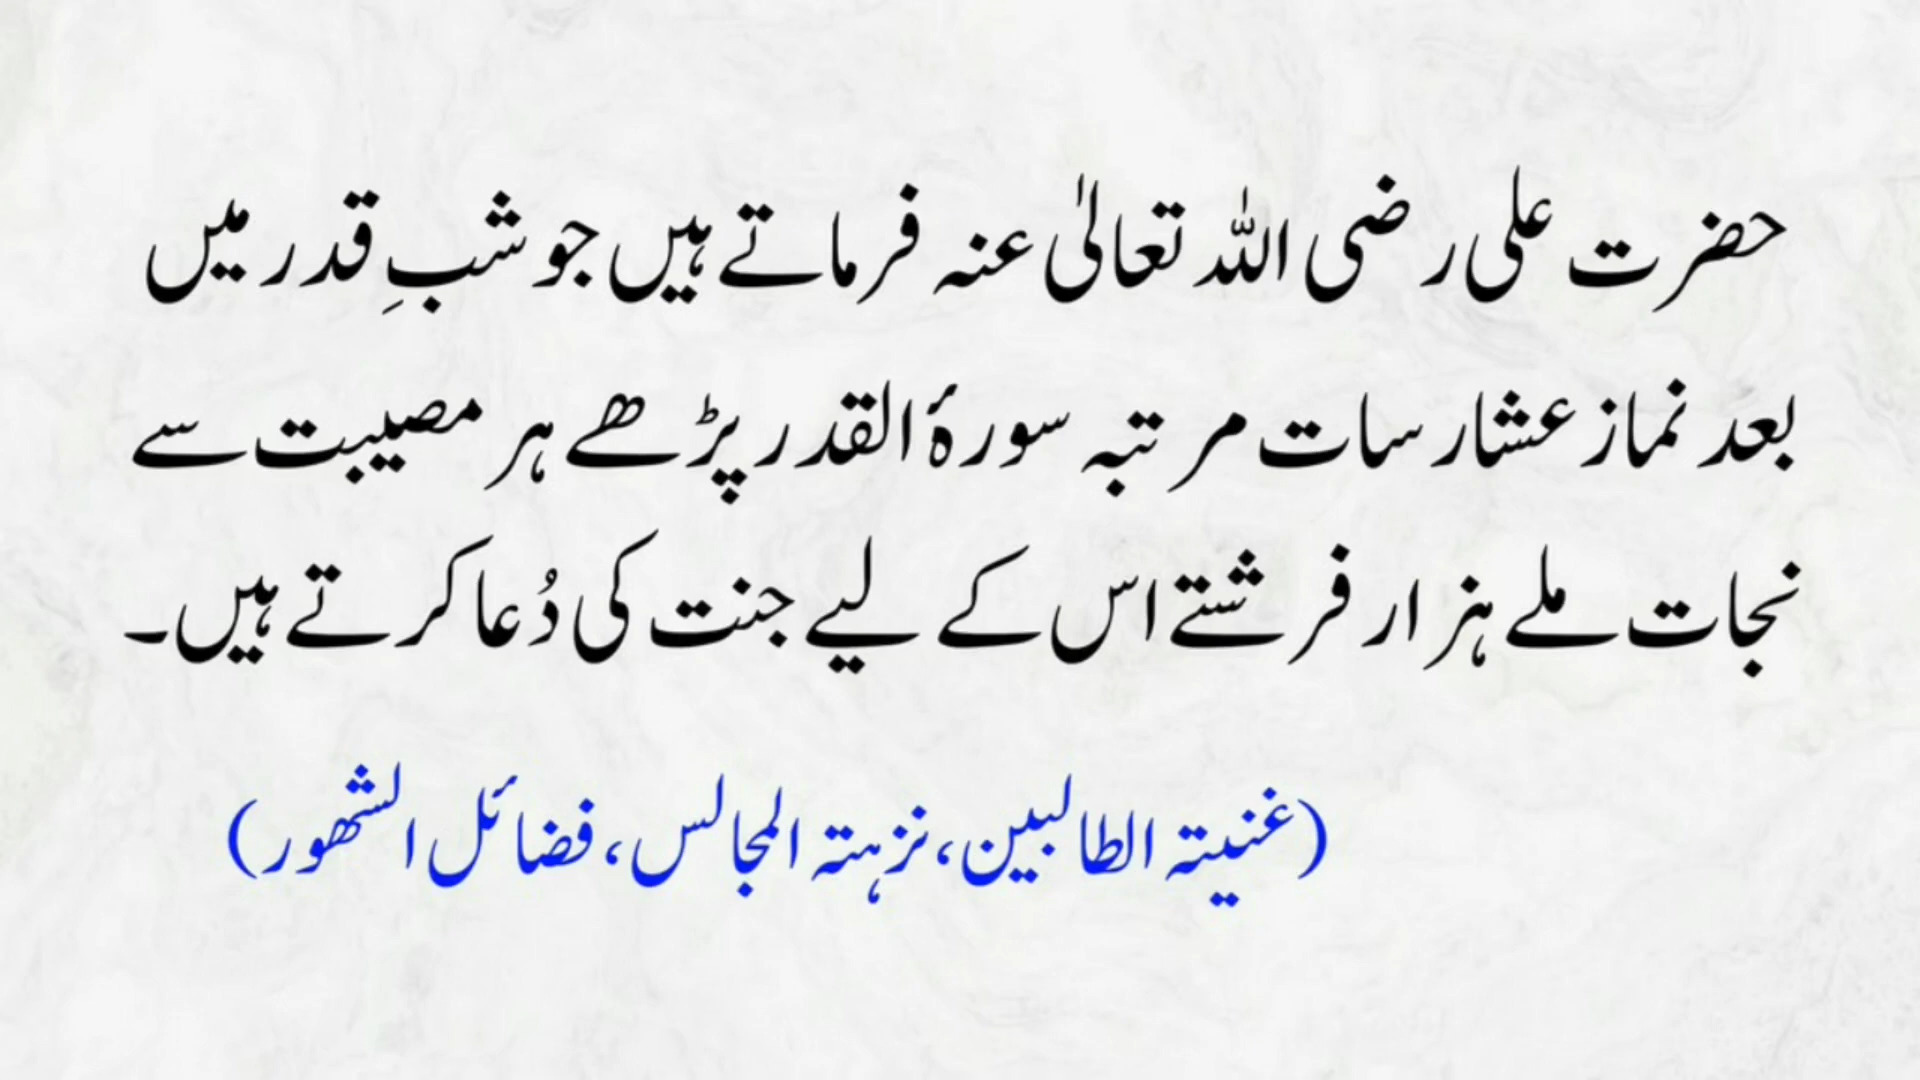 حضرت علی رضی اللہ تعالیٰ عنہ فرماتے ہیں جو شبِ قدر میں
بعد نماز عشار سات مرتبہ سورۂ القدر پڑھے ہر مصیبت سے
نجات ملے ہزار فرشتے اس کے لیے جنت کی دُعا کرتے ہیں۔
(غنیتہ الطالبین، نزہتہ المجالس، فضائل الشھور)